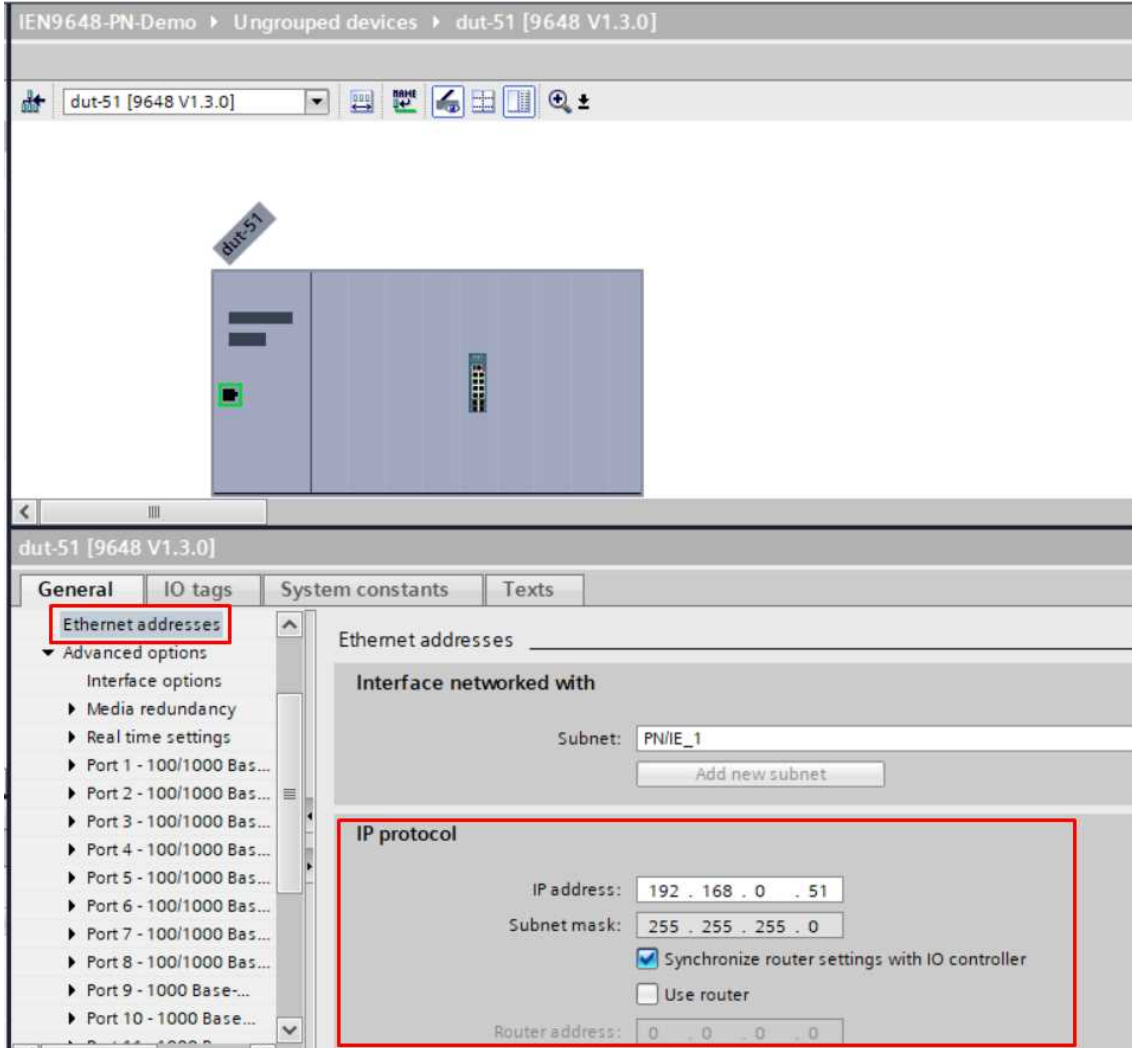 IEN9648-PN-Demo ▸ Ungrouped devices ▸ dut-51 [9648 V1.3.0]
dut-51 [9648 V1.3.0]
dut-51
dut-51 [9648 V1.3.0]
General IO tags System constants Texts
Ethernet addresses
Advanced options
Interface options
Media redundancy
Real time settings
Port 1 - 100/1000 Bas...
Port 2 - 100/1000 Bas...
Port 3 - 100/1000 Bas...
Port 4 - 100/1000 Bas...
Port 5 - 100/1000 Bas...
Port 6 - 100/1000 Bas...
Port 7 - 100/1000 Bas...
Port 8 - 100/1000 Bas...
Port 9 - 1000 Base-...
Port 10 - 1000 Base...
Ethernet addresses
Interface networked with
Subnet: PN/IE_1
Add new subnet
IP protocol
IP address: 192 . 168 . 0 . 51
Subnet mask: 255 . 255 . 255 . 0
Synchronize router settings with IO controller
Use router
Router address: 0 . 0 . 0 . 0